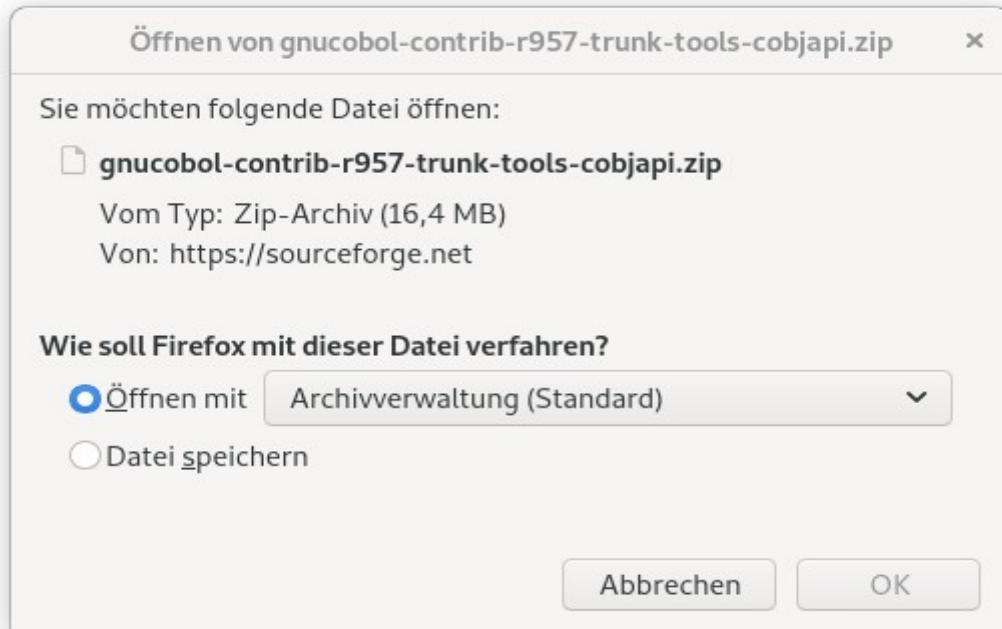 Öffnen von gnucobol-contrib-r957-trunk-tools-cobjapi.zip
Sie möchten folgende Datei öffnen:
gnucobol-contrib-r957-trunk-tools-cobjapi.zip
Vom Typ: Zip-Archiv (16,4 MB)
Von: https://sourceforge.net
Wie soll Firefox mit dieser Datei verfahren?
Öffnen mit Archivverwaltung (Standard)
Datei speichern
Abbrechen OK